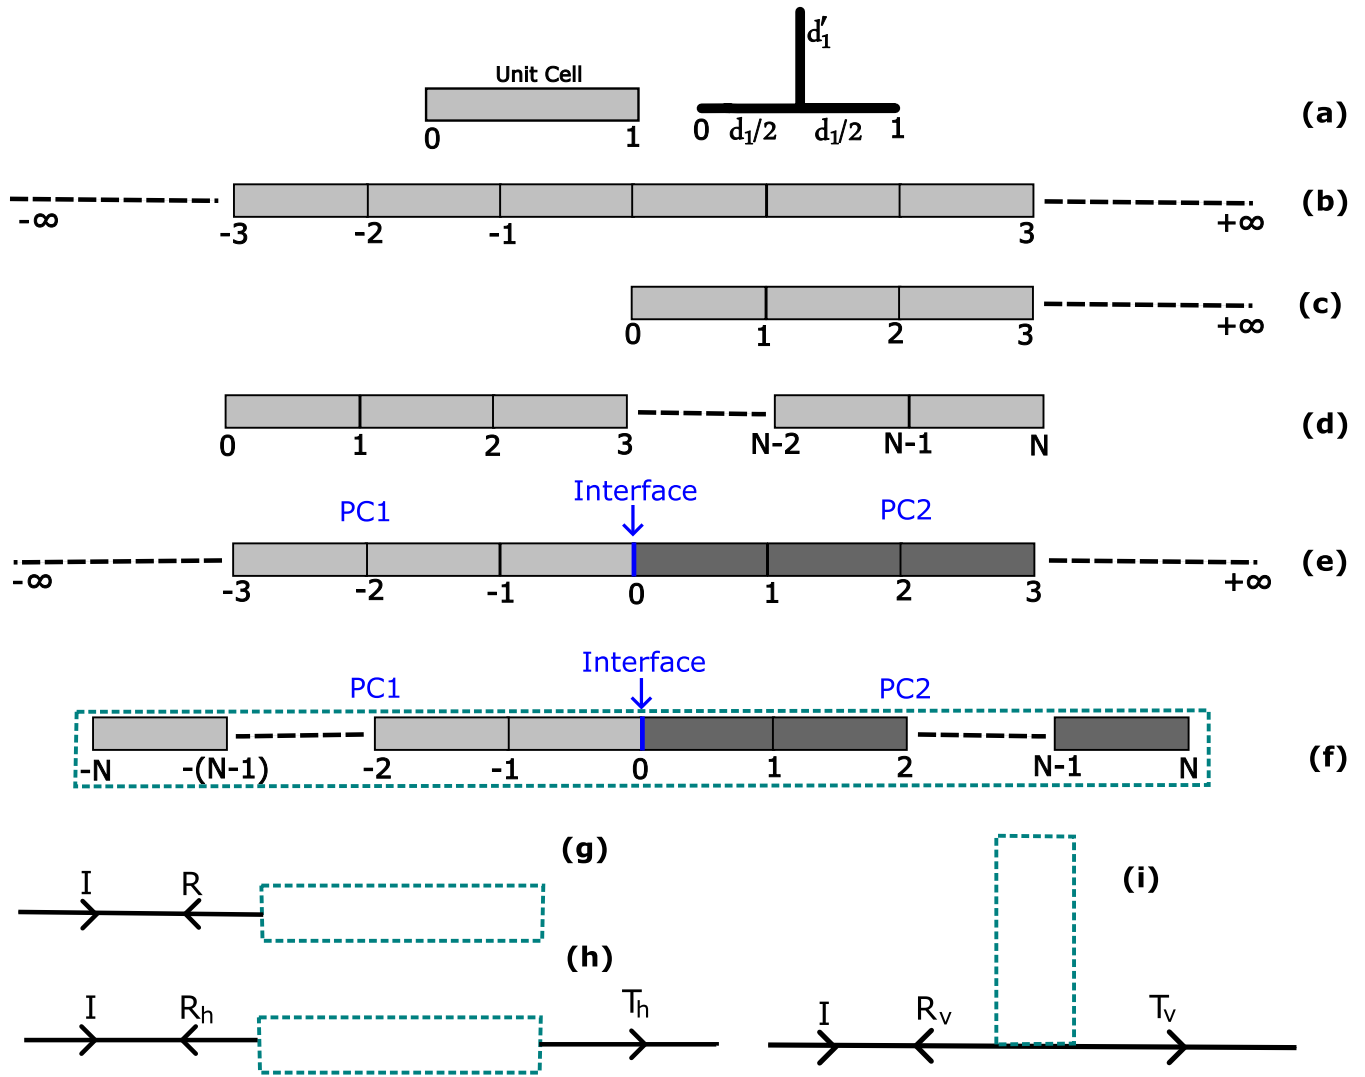 d₁′
Unit Cell
0 1
0 d₁/2 d₁/2 1
(a)
-∞ -3 -2 -1 3 +∞
(b)
0 1 2 3 +∞
(c)
0 1 2 3 N-2 N-1 N
(d)
Interface
PC1 PC2
-∞ -3 -2 -1 0 1 2 3 +∞
(e)
Interface
PC1 PC2
-N -(N-1) -2 -1 0 1 2 N-1 N
(f)
(g)
I R
(h)
I Rh Th
(i)
I Rv Tv